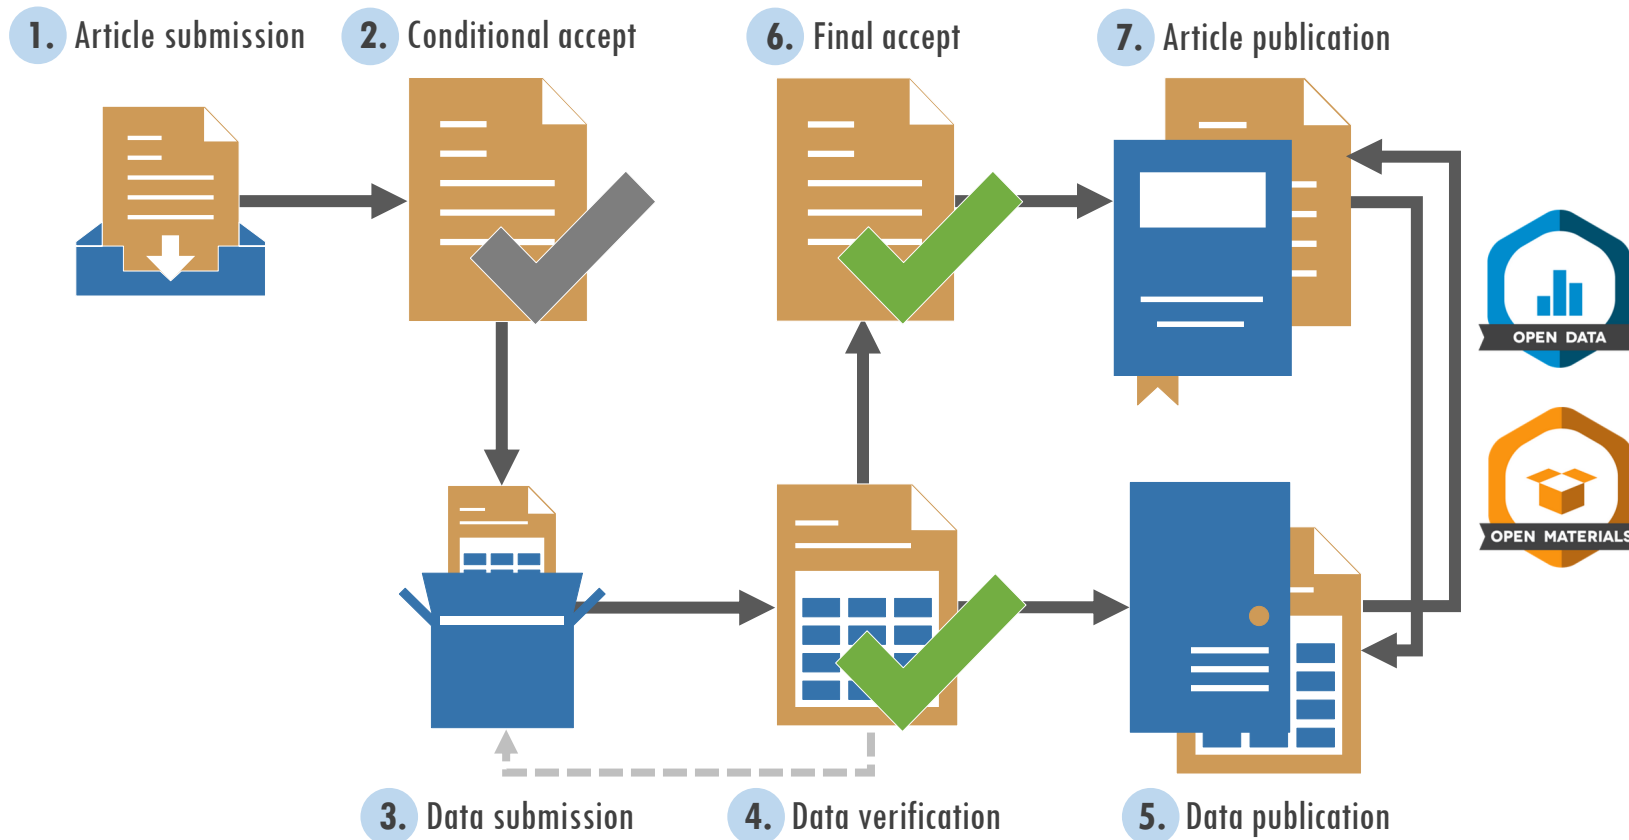 1. Article submission
2. Conditional accept
6. Final accept
7. Article publication
OPEN DATA
OPEN MATERIALS
3. Data submission
4. Data verification
5. Data publication